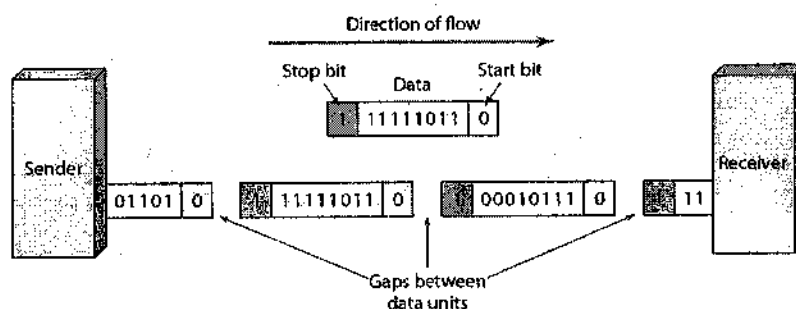 Direction of flow
Stop bit
Data
Start bit
1 11111011 0
Sender
Receiver
01101 0
11111011 0
00010111 0
11
Gaps between
data units